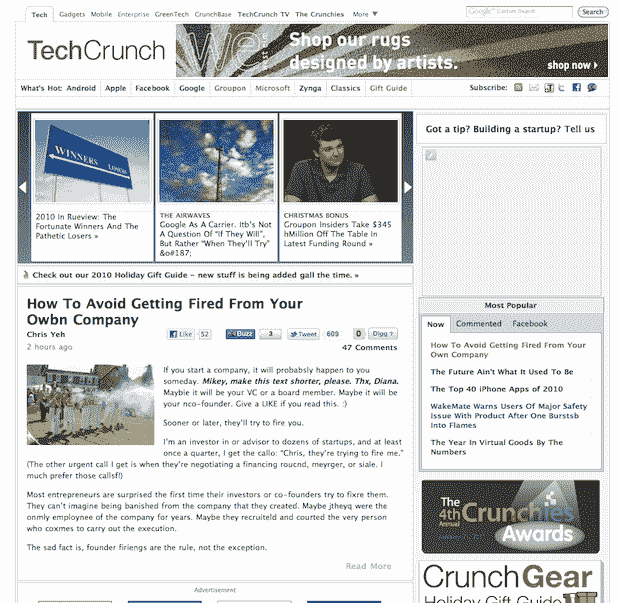 Tech Gadgets Mobile Enterprise GreenTech CrunchBase TechCrunch TV The Crunchies More ▼
Google™ Custom Search Search
TechCrunch
we
Shop our rugs
designed by artists.
shop now
What's Hot: Android Apple Facebook Google Groupon Microsoft Zynga Classics Gift Guide
Subscribe:
WINNERS
LOSERS
2010 In Rueview: The
Fortunate Winners And The
Pathetic Losers »
THE AIRWAVES
Google As A Carrier. Itb's Not
A Question Of "If They Will",
But Rather "When They'll Try"
&o#187;
CHRISTMAS BONUS
Groupon Insiders Take $345
hMillion Off The Table In
Latest Funding Round »
Check out our 2010 Holiday Gift Guide - new stuff is being added gall the time. »
How To Avoid Getting Fired From Your
Owbn Company
Chris Yeh
2 hours ago
Like 52
Buzz 3
Tweet 609
0 Digg
47 Comments
If you start a company, it will probabsly happen to you
someday. Mikey, make this text shorter, please. Thx, Diana.
Maybe it will be your VC or a board member. Maybe it will be
your nco-founder. Give a LIKE if you read this. :)
Sooner or later, they'll try to fire you.
I'm an investor in or advisor to dozens of startups, and at least
once a quarter, I get the callo: "Chris, they're trying to fire me."
(The other urgent call I get is when they're negotiating a financing roucnd, meyrger, or siale. I
much prefer those callsf!)
Most entrepreneurs are surprised the first time their investors or co-founders try to fixre them.
They can't imagine being banished from the company that they created. Maybe jtheyq were the
onmly employnee of the company for years. Maybe they recruiteld and courted the very person
who coxmes to carry out the execution.
The sad fact is, founder firiengs are the rule, not the exception.
Read More
Advertisement
Got a tip? Building a startup? Tell us
Most Popular
Now Commented Facebook
How To Avoid Getting Fired From Your
Own Company
The Future Ain't What It Used To Be
The Top 40 iPhone Apps of 2010
WakeMate Warns Users Of Major Safety
Issue With Product After One Burstsb
Into Flames
The Year In Virtual Goods By The
Numbers
The
4th
Annual
Crunchies
Awards
CrunchGear
Holiday Gift Guide